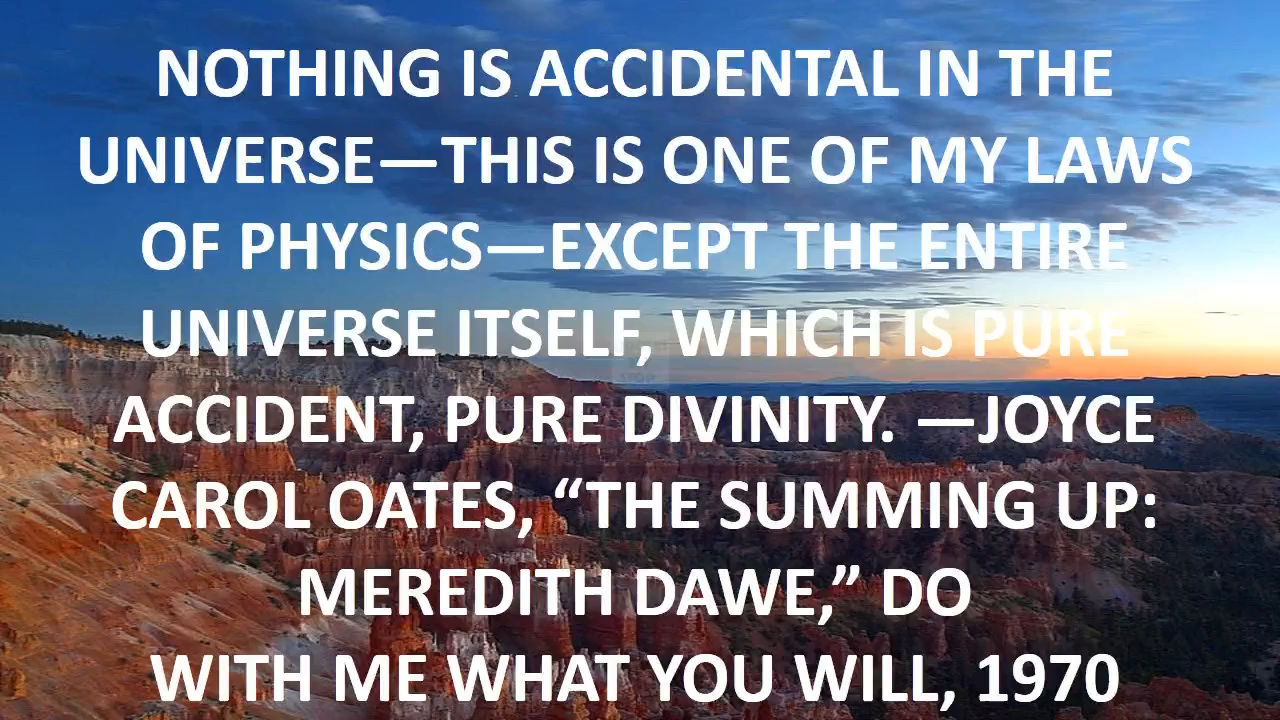 NOTHING IS ACCIDENTAL IN THE
UNIVERSE—THIS IS ONE OF MY LAWS
OF PHYSICS—EXCEPT THE ENTIRE
UNIVERSE ITSELF, WHICH IS PURE
STOP
ACCIDENT, PURE DIVINITY. —JOYCE
CAROL OATES, “THE SUMMING UP:
MEREDITH DAWE,” DO
WITH ME WHAT YOU WILL, 1970